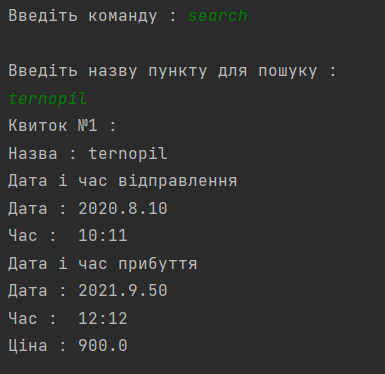 Введіть команду : search
Введіть назву пункту для пошуку :
ternopil
Квиток №1 :
Назва : ternopil
Дата і час відправлення
Дата : 2020.8.10
Час :  10:11
Дата і час прибуття
Дата : 2021.9.50
Час :  12:12
Ціна : 900.0